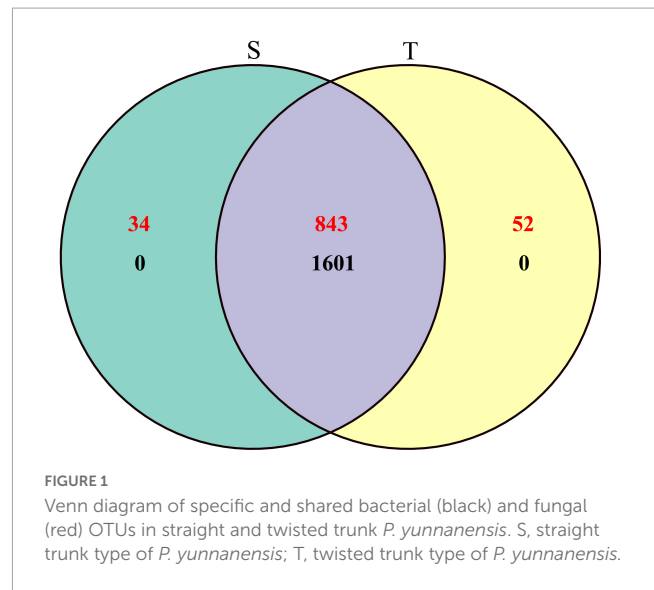 S T
34 843 52
0 1601 0
FIGURE 1
Venn diagram of specific and shared bacterial (black) and fungal
(red) OTUs in straight and twisted trunk P. yunnanensis. S, straight
trunk type of P. yunnanensis; T, twisted trunk type of P. yunnanensis.